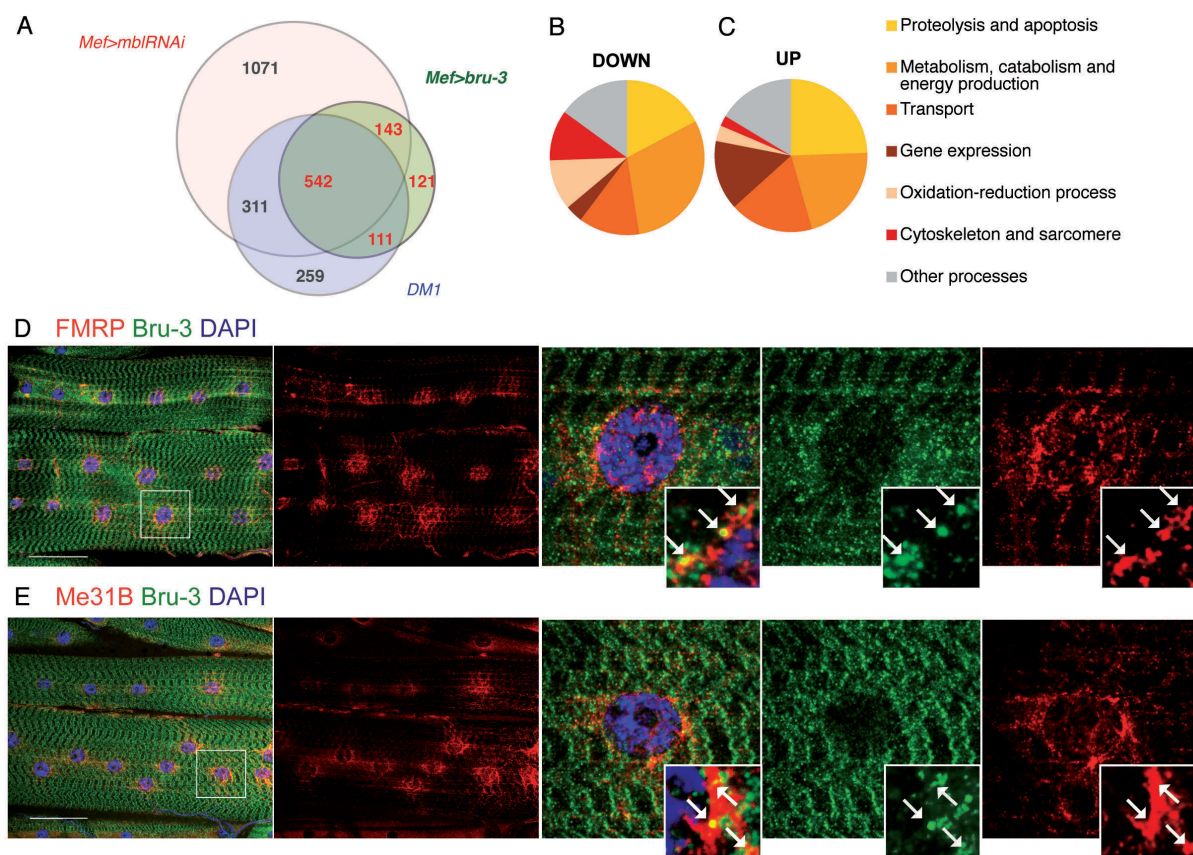 A
Mef>mblRNAi
1071
Mef>bru-3
143
542
121
311
111
259
DM1
B
DOWN
C
UP
Proteolysis and apoptosis
Metabolism, catabolism and
energy production
Transport
Gene expression
Oxidation-reduction process
Cytoskeleton and sarcomere
Other processes
D FMRP Bru-3 DAPI
E Me31B Bru-3 DAPI